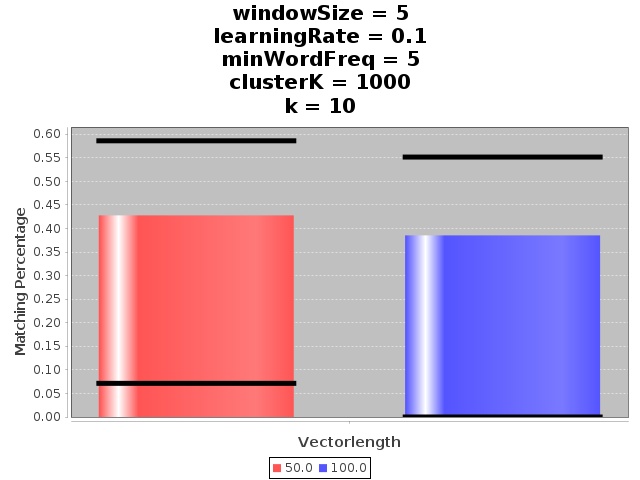 windowSize = 5
learningRate = 0.1
minWordFreq = 5
clusterK = 1000
k = 10
0.60
0.55
0.50
0.45
0.40
0.35
0.30
0.25
0.20
0.15
0.10
0.05
0.00
Matching Percentage
Vectorlength
50.0 100.0